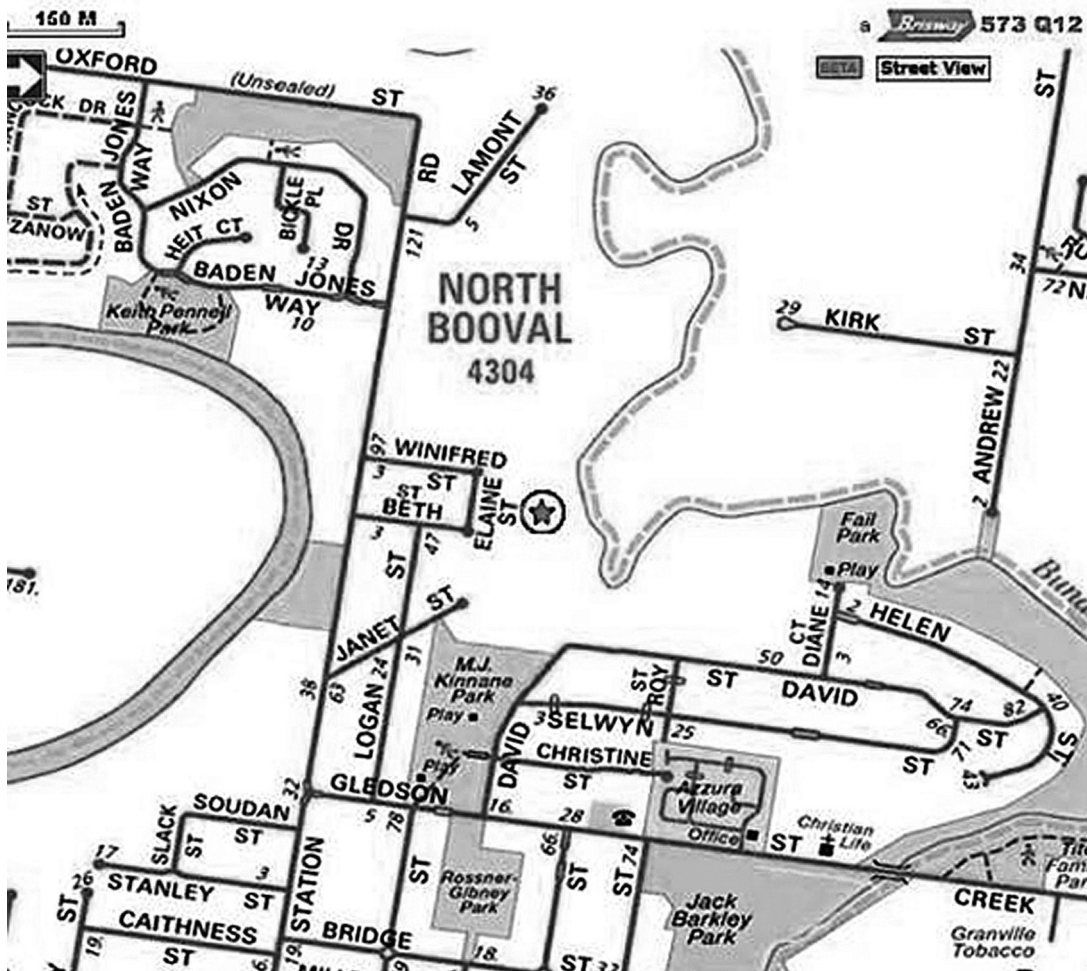 150 M
a Brisway 573 Q12
BETA Street View
OXFORD
(Unsealed)
ST
36
ST
DR
BADEN JONES
WAY
RD
LAMONT
ST
5
NIXON
BICKLE
PL
DR
13
HEIT CT
ST
ZANOW
121
BADEN JONES
WAY
10
Keith Pennell
Park
NORTH
BOOVAL
4304
34
72
29
KIRK
ST
22
ANDREW
2
97
WINIFRED
3
ST
ST
BETH
3
ELAINE
ST
47
ST
Fail
Park
Play
181.
JANET ST
38
63
24
31
LOGAN
M.J.
Kinnane
Park
Play
Play
14
DIANE
CT
3
2
HELEN
40
ST
50
ST
DAVID
74
82
ST
66.
71
43
ST
ROY
3
SELWYN
25
ST
DAVID
CHRISTINE
ST
Azzura
Village
Office
32
GLEDSON
5
78
16.
28
ST
Christian
Life
SOUDAN
ST
SLACK
ST
17
STANLEY
ST
3
26
ST
19.
CAITHNESS
ST
STATION
19.
6
BRIDGE
ST
18.
Rossner-
Gibney
Park
66.
ST
ST
74
ST
Jack
Barkley
Park
CREEK
Granville
Tobacco